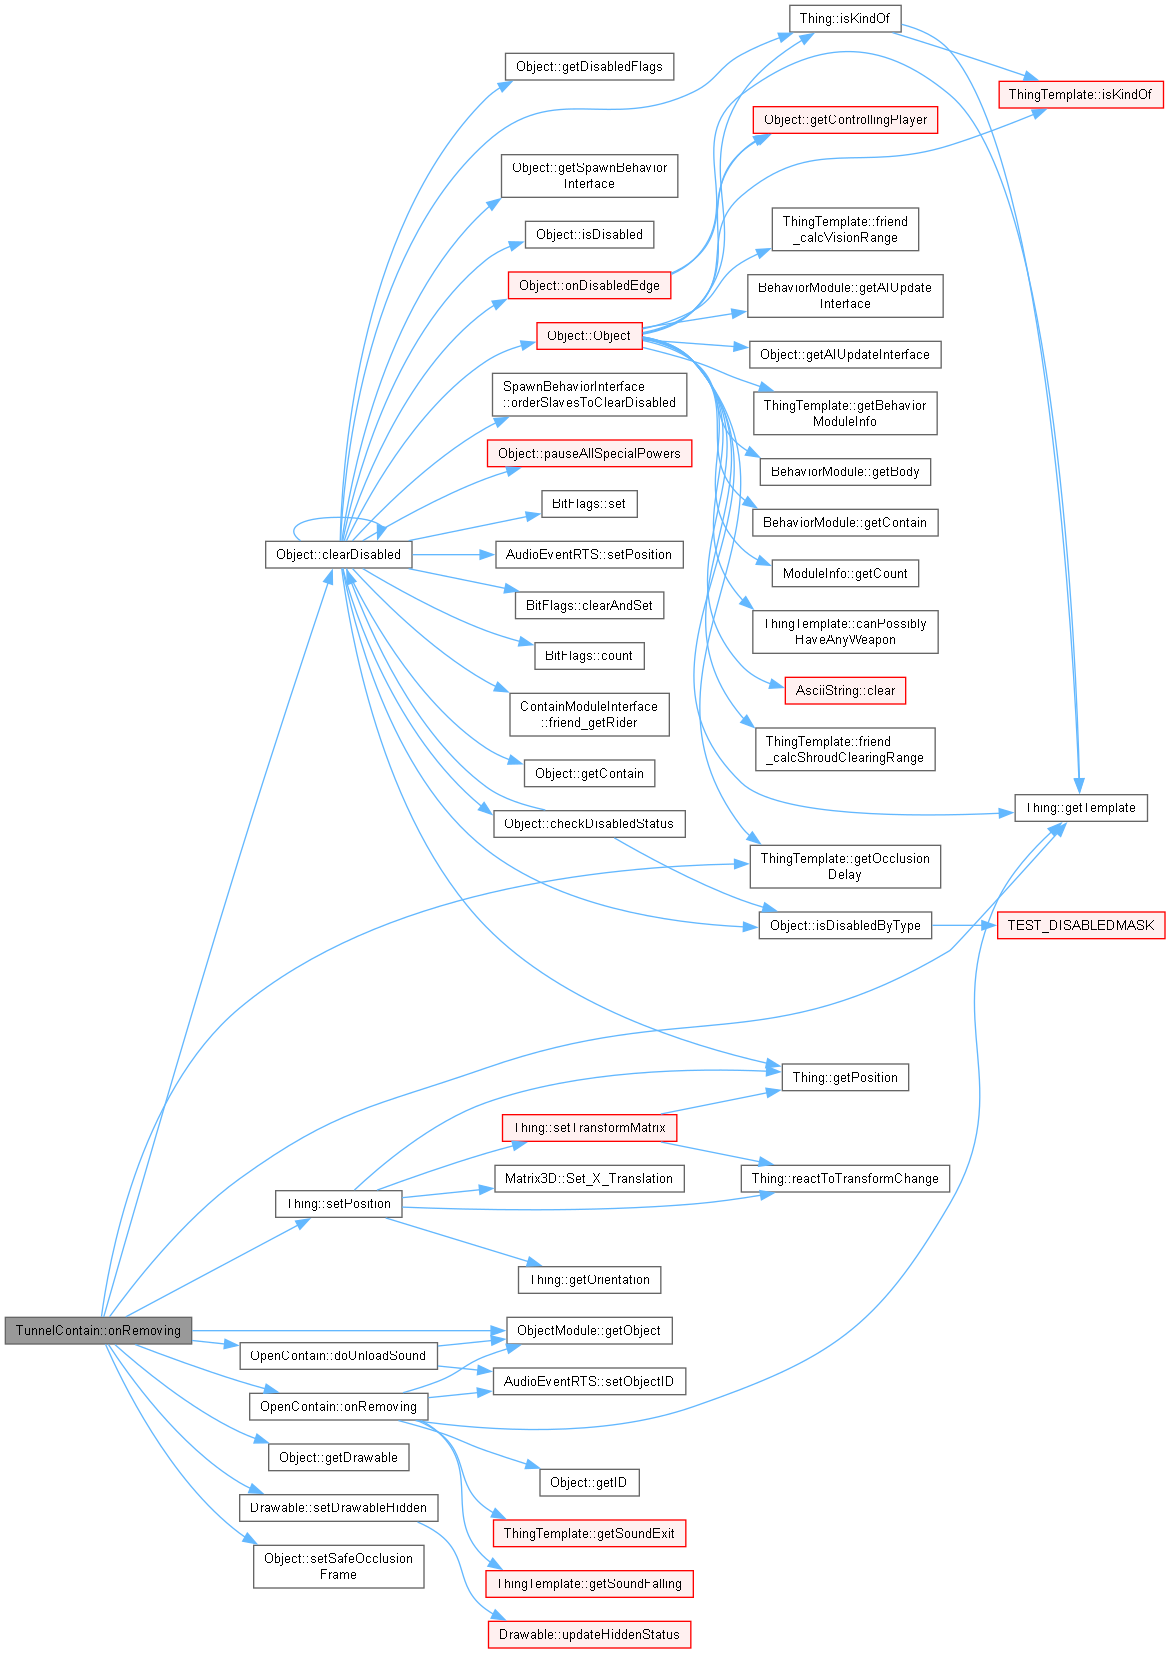 Thing::isKindOf
Object::getDisabledFlags
ThingTemplate::isKindOf
Object::getControllingPlayer
Object::getSpawnBehavior
Interface
ThingTemplate::friend
_calcVisionRange
Object::isDisabled
Object::onDisabledEdge
BehaviorModule::getAIUpdate
Interface
Object::Object
Object::getAIUpdateInterface
SpawnBehaviorInterface
::orderSlavesToClearDisabled
ThingTemplate::getBehavior
ModuleInfo
Object::pauseAllSpecialPowers
BehaviorModule::getBody
BitFlags::set
BehaviorModule::getContain
Object::clearDisabled
AudioEventRTS::setPosition
ModuleInfo::getCount
BitFlags::clearAndSet
ThingTemplate::canPossibly
HaveAnyWeapon
BitFlags::count
AsciiString::clear
ContainModuleInterface
::friend_getRider
ThingTemplate::friend
_calcShroudClearingRange
Object::getContain
Thing::getTemplate
Object::checkDisabledStatus
ThingTemplate::getOcclusion
Delay
Object::isDisabledByType
TEST_DISABLEDMASK
Thing::getPosition
Thing::setTransformMatrix
Matrix3D::Set_X_Translation
Thing::reactToTransformChange
Thing::setPosition
Thing::getOrientation
TunnelContain::onRemoving
ObjectModule::getObject
OpenContain::doUnloadSound
AudioEventRTS::setObjectID
OpenContain::onRemoving
Object::getDrawable
Object::getID
Drawable::setDrawableHidden
ThingTemplate::getSoundExit
Object::setSafeOcclusion
Frame
ThingTemplate::getSoundFalling
Drawable::updateHiddenStatus